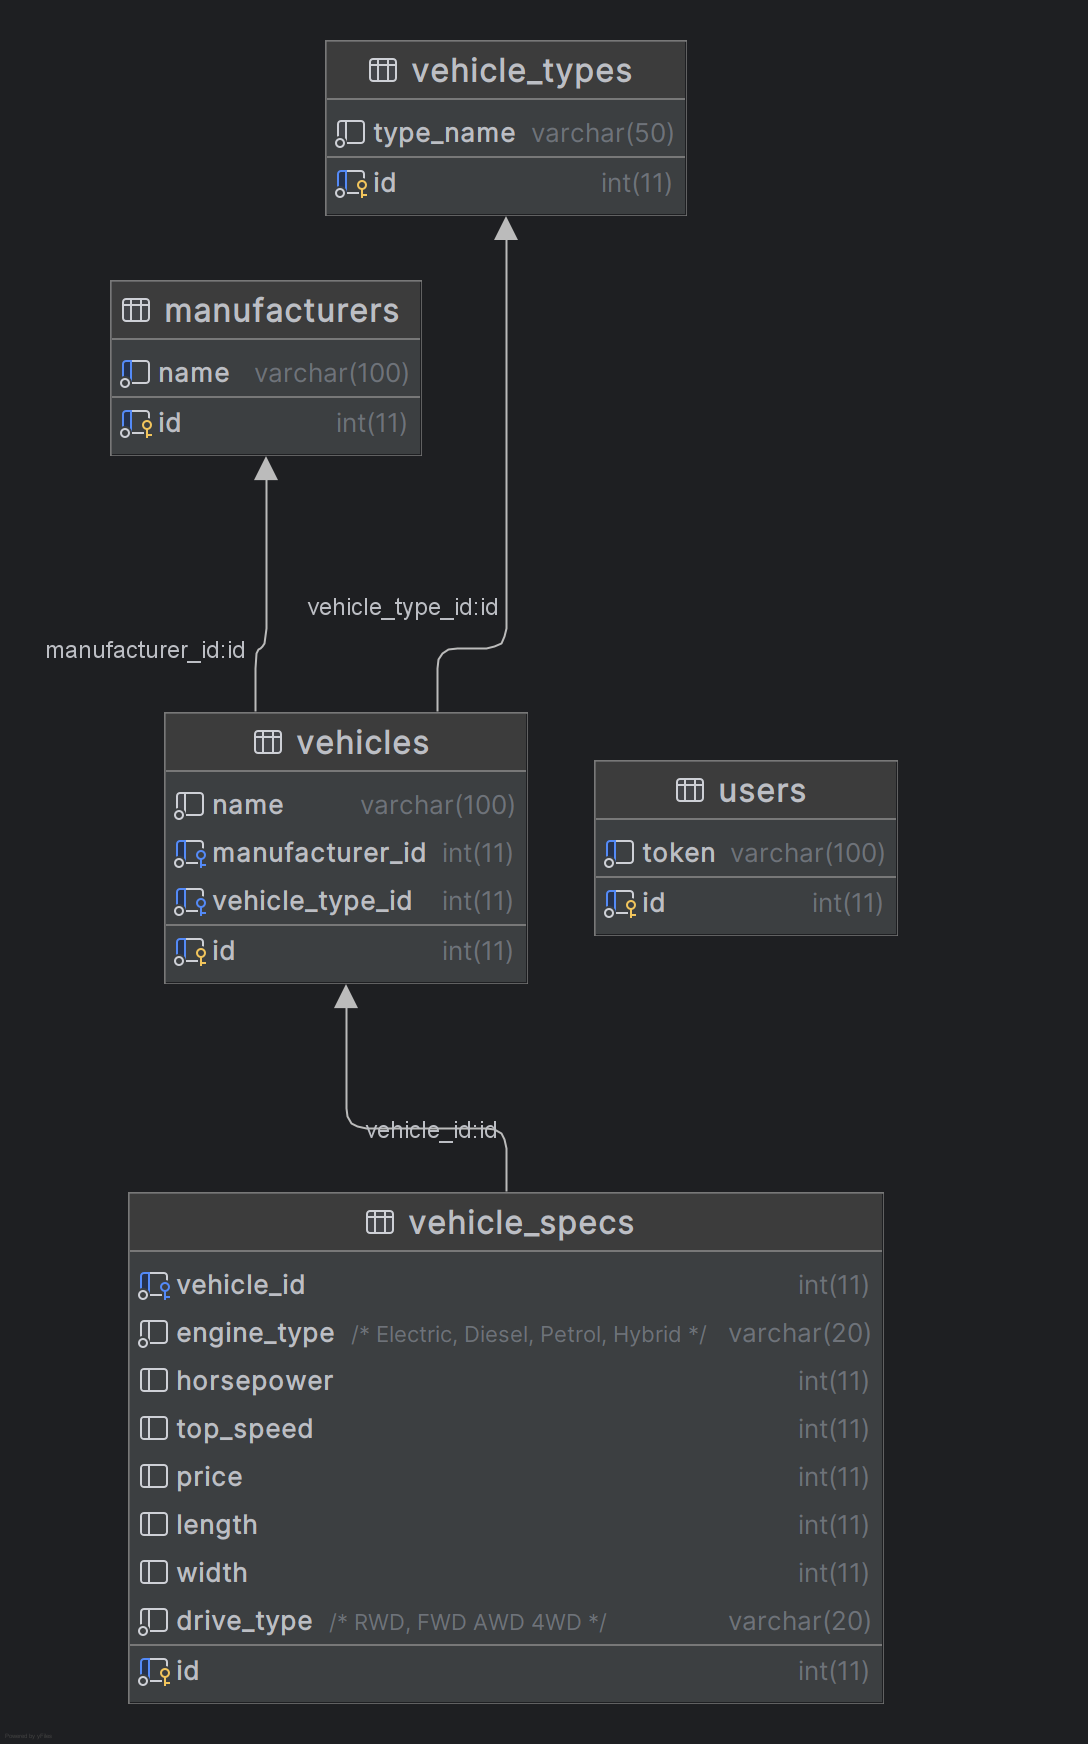 vehicle_types
type_name varchar(50)
id int(11)
manufacturers
name varchar(100)
id int(11)
vehicle_type_id:id
manufacturer_id:id
vehicles
name varchar(100)
manufacturer_id int(11)
vehicle_type_id int(11)
id int(11)
users
token varchar(100)
id int(11)
vehicle_id:id
vehicle_specs
vehicle_id int(11)
engine_type /* Electric, Diesel, Petrol, Hybrid */ varchar(20)
horsepower int(11)
top_speed int(11)
price int(11)
length int(11)
width int(11)
drive_type /* RWD, FWD AWD 4WD */ varchar(20)
id int(11)
Powered by yFiles